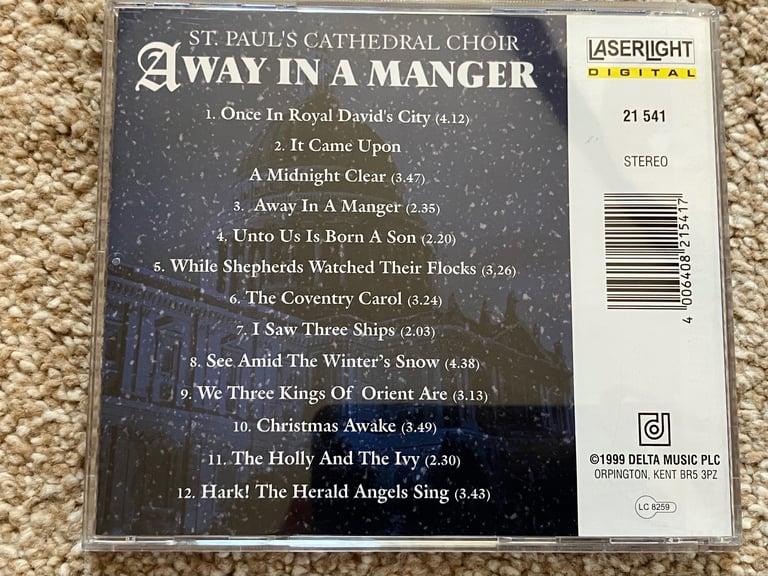 ST. PAUL'S CATHEDRAL CHOIR
AWAY IN A MANGER
1. Once In Royal David's City (4.12)
2. It Came Upon
A Midnight Clear (3.47)
3. Away In A Manger (2.35)
4. Unto Us Is Born A Son (2.20)
5. While Shepherds Watched Their Flocks (3,26)
6. The Coventry Carol (3.24)
7. I Saw Three Ships (2.03)
8. See Amid The Winter's Snow (4.38)
9. We Three Kings Of Orient Are (3.13)
10. Christmas Awake (3.49)
11. The Holly And The Ivy (2.30)
12. Hark! The Herald Angels Sing (3.43)
LASERLIGHT
DIGITAL
21 541
STEREO
4 006408 215417
©1999 DELTA MUSIC PLC
ORPINGTON, KENT BR5 3PZ
LC 8259